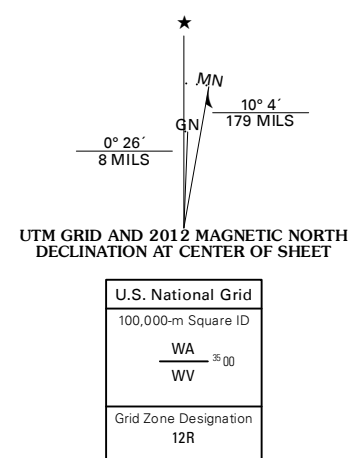 ★
MN
GN
10° 4´
179 MILS
0° 26´
8 MILS
UTM GRID AND 2012 MAGNETIC NORTH
DECLINATION AT CENTER OF SHEET
U.S. National Grid
100,000-m Square ID
WA
35 00
WV
Grid Zone Designation
12R